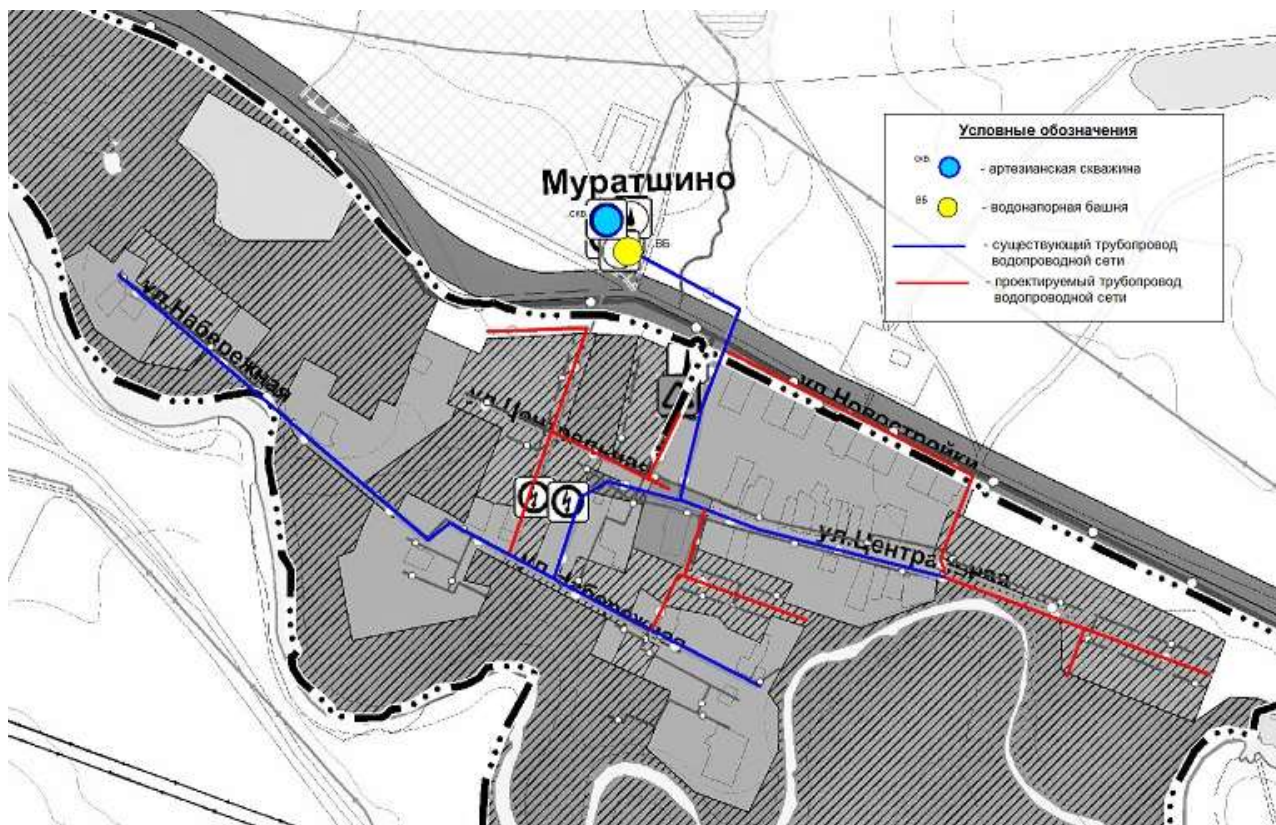 Условные обозначения
скв.
- артезианская скважина
ВБ
- водонапорная башня
- существующий трубопровод
водопроводной сети
- проектируемый трубопровод
водопроводной сети
Муратшино
скв.
ВБ
ул.Набережная
ул.Центральная
ул.Новостройки
ул.Центральная
ул.Набережная